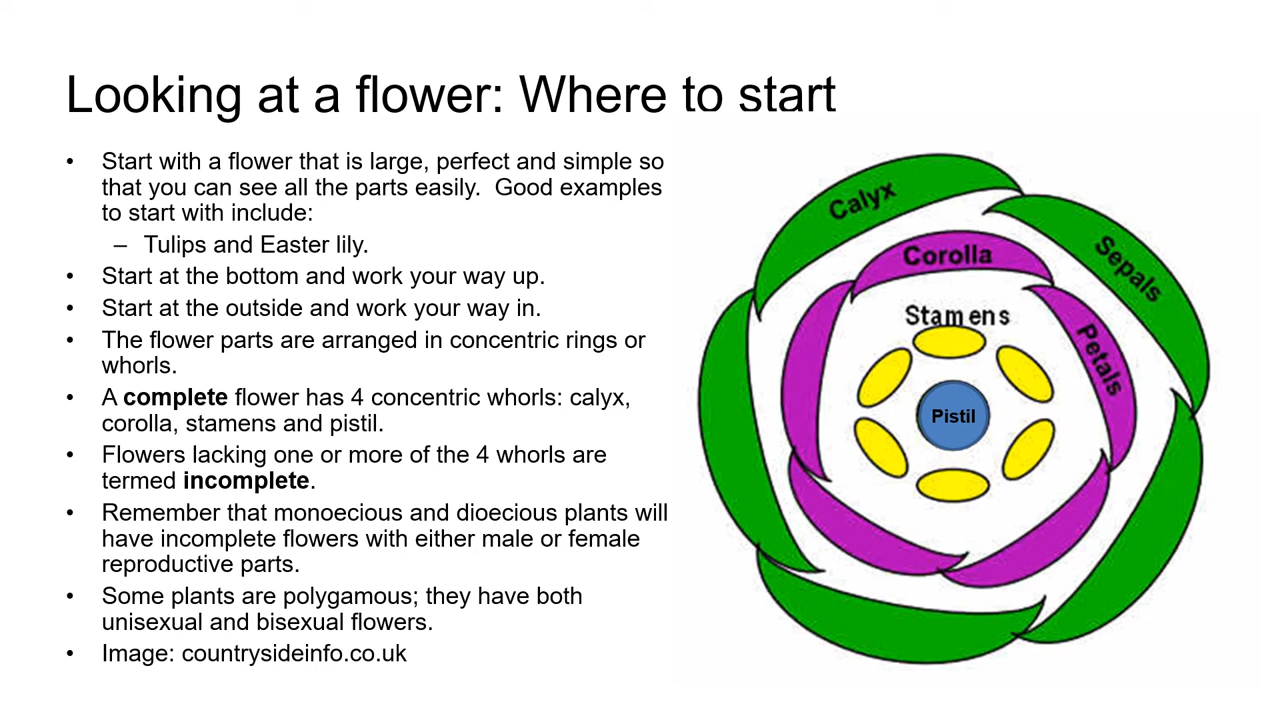 Looking at a flower: Where to start
• Start with a flower that is large, perfect and simple so
that you can see all the parts easily.  Good examples
to start with include:
– Tulips and Easter lily.
• Start at the bottom and work your way up.
• Start at the outside and work your way in.
• The flower parts are arranged in concentric rings or
whorls.
• A complete flower has 4 concentric whorls: calyx,
corolla, stamens and pistil.
• Flowers lacking one or more of the 4 whorls are
termed incomplete.
• Remember that monoecious and dioecious plants will
have incomplete flowers with either male or female
reproductive parts.
• Some plants are polygamous; they have both
unisexual and bisexual flowers.
• Image: countrysideinfo.co.uk
Calyx
Sepals
Corolla
Petals
Stamens
Pistil